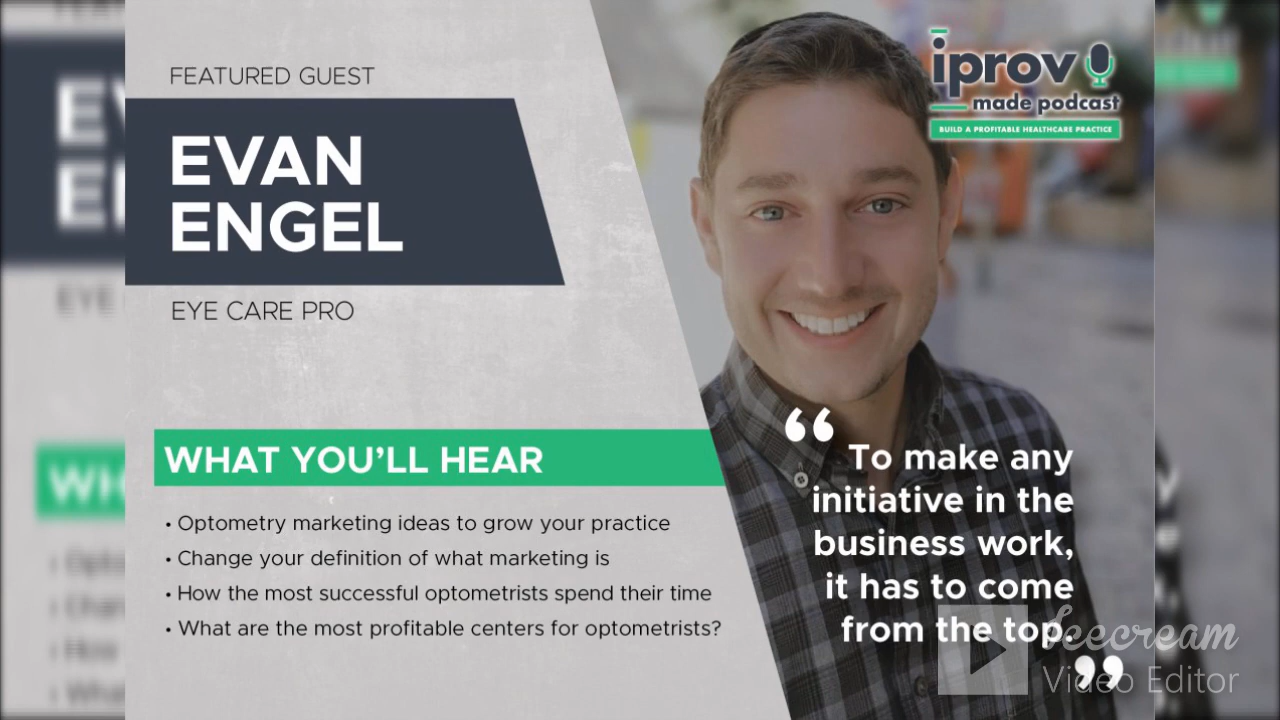 FEATURED GUEST
EVAN
ENGEL
EYE CARE PRO
WHAT YOU'LL HEAR
• Optometry marketing ideas to grow your practice
• Change your definition of what marketing is
• How the most successful optometrists spend their time
• What are the most profitable centers for optometrists?
iprov
made podcast
BUILD A PROFITABLE HEALTHCARE PRACTICE
“To make any
initiative in the
business work,
it has to come
from the top.”
Icecream
Video Editor